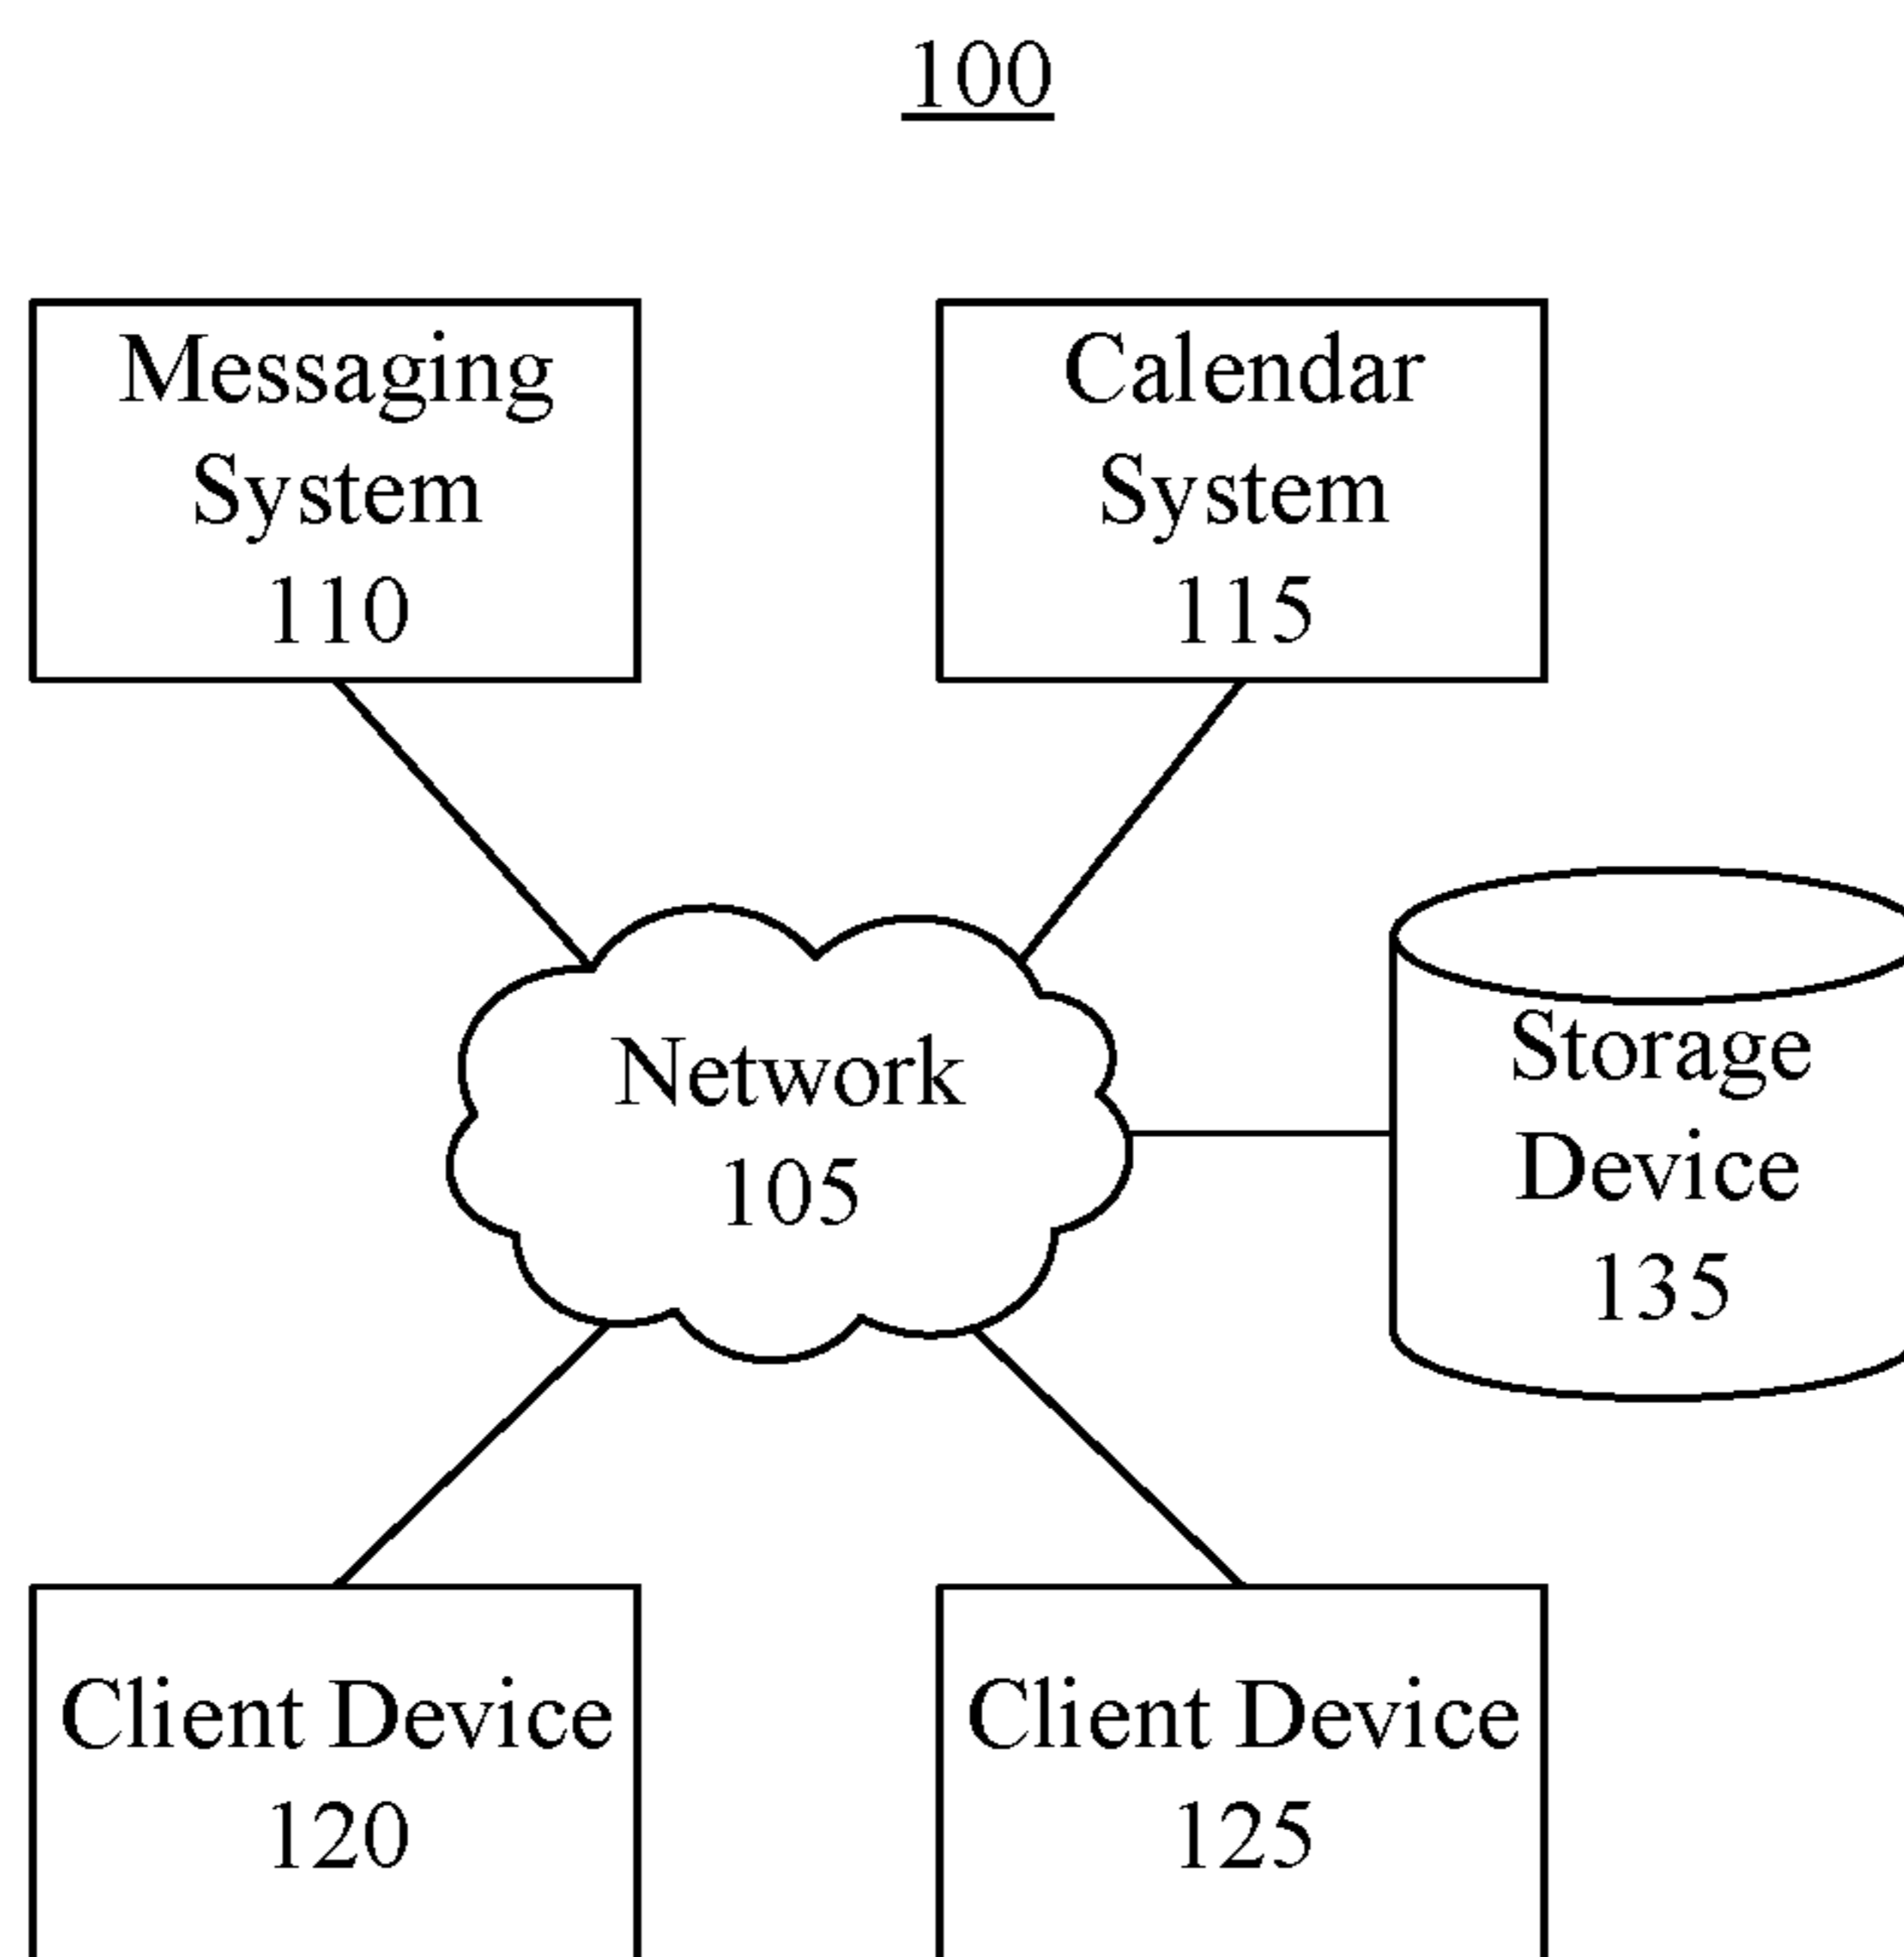 100
Messaging
System
110
Calendar
System
115
Network
105
Storage
Device
135
Client Device
120
Client Device
125